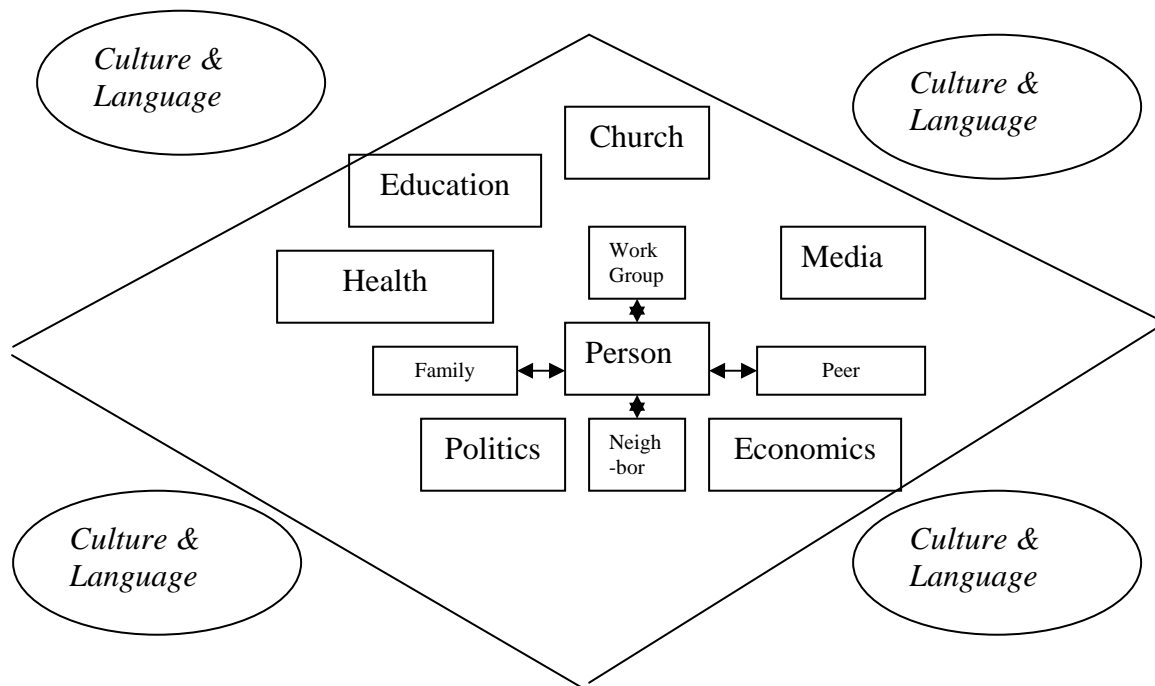 Culture &
Language
Culture &
Language
Church
Education
Work
Group
Media
Health
Person
Family
Peer
Politics
Neigh
-bor
Economics
Culture &
Language
Culture &
Language